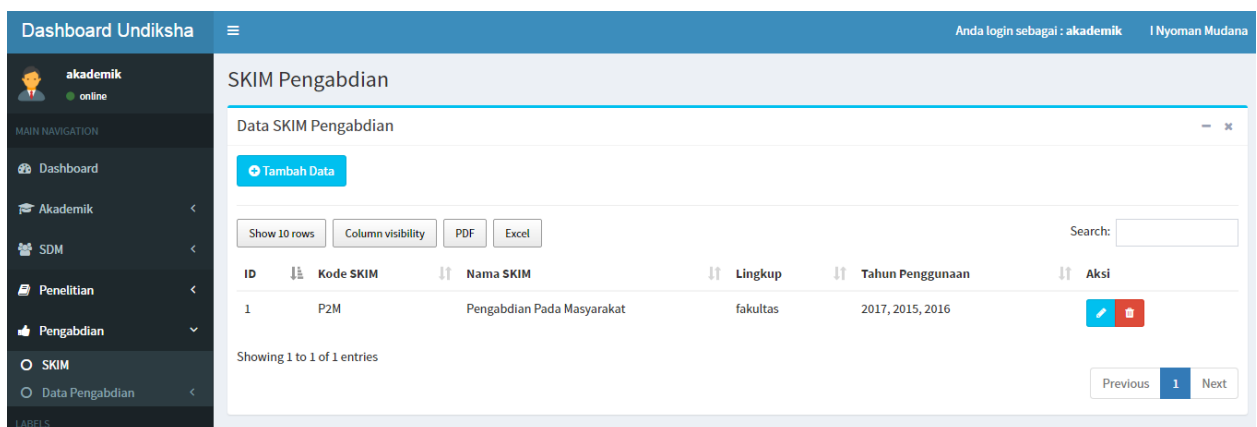 Dashboard Undiksha
Anda login sebagai : akademik I Nyoman Mudana
akademik
online
MAIN NAVIGATION
Dashboard
Akademik
SDM
Penelitian
Pengabdian
SKIM
Data Pengabdian
LABELS
SKIM Pengabdian
Data SKIM Pengabdian
Tambah Data
Show 10 rows Column visibility PDF Excel Search:
ID Kode SKIM Nama SKIM Lingkup Tahun Penggunaan Aksi
1 P2M Pengabdian Pada Masyarakat fakultas 2017, 2015, 2016
Showing 1 to 1 of 1 entries
Previous 1 Next